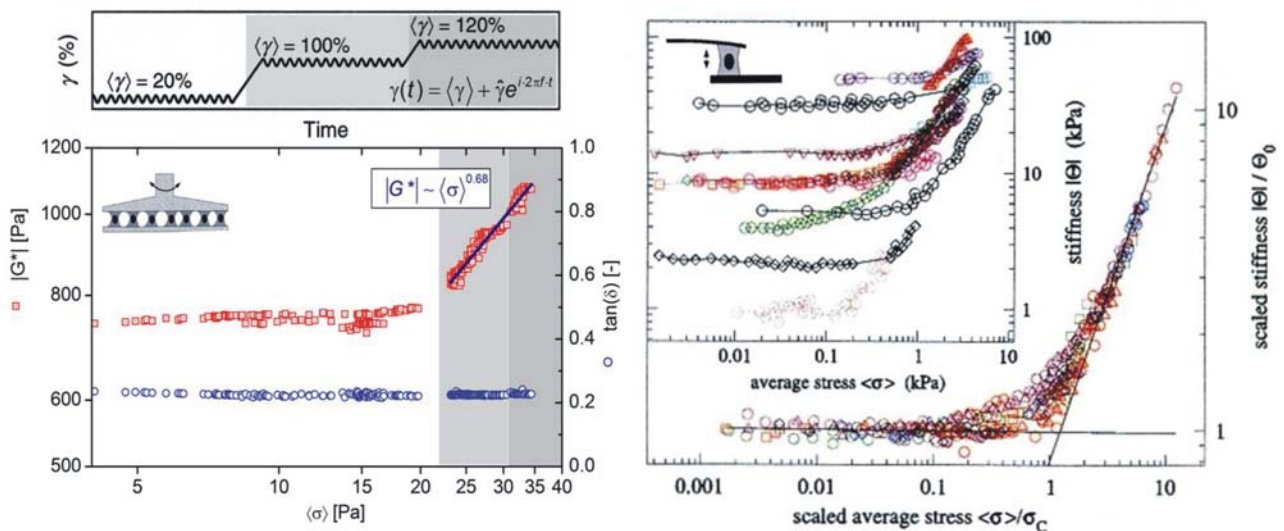 γ (%)
⟨γ⟩ = 20%
⟨γ⟩ = 100%
⟨γ⟩ = 120%
γ(t) = ⟨γ⟩ + γ̂e^{i·2πf·t}
Time
|G*| [Pa]
1200
1000
800
600
500
|G*| ~ ⟨σ⟩^{0.68}
1.0
0.8
0.6
0.4
0.2
0.0
tan(δ) [-]
5 10 15 20 25 30 35 40
⟨σ⟩ [Pa]
100
10
1
stiffness |Θ| (kPa)
0.01 0.1 1 10
average stress <σ> (kPa)
10
1
scaled stiffness |Θ| / Θ₀
0.001 0.01 0.1 1 10
scaled average stress <σ>/σ_C